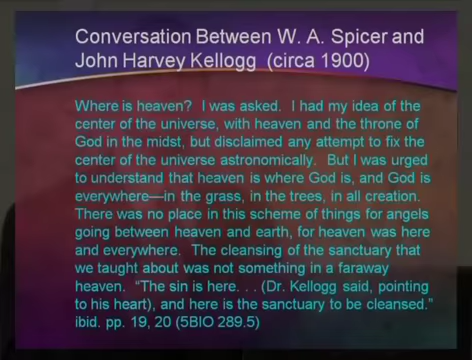 Conversation Between W. A. Spicer and
John Harvey Kellogg  (circa 1900)
Where is heaven?  I was asked.  I had my idea of the
center of the universe, with heaven and the throne of
God in the midst, but disclaimed any attempt to fix the
center of the universe astronomically.  But I was urged
to understand that heaven is where God is, and God is
everywhere—in the grass, in the trees, in all creation.
There was no place in this scheme of things for angels
going between heaven and earth, for heaven was here
and everywhere.  The cleansing of the sanctuary that
we taught about was not something in a faraway
heaven.  “The sin is here. . . (Dr. Kellogg said, pointing
to his heart), and here is the sanctuary to be cleansed.”
ibid. pp. 19, 20 (5BIO 289.5)